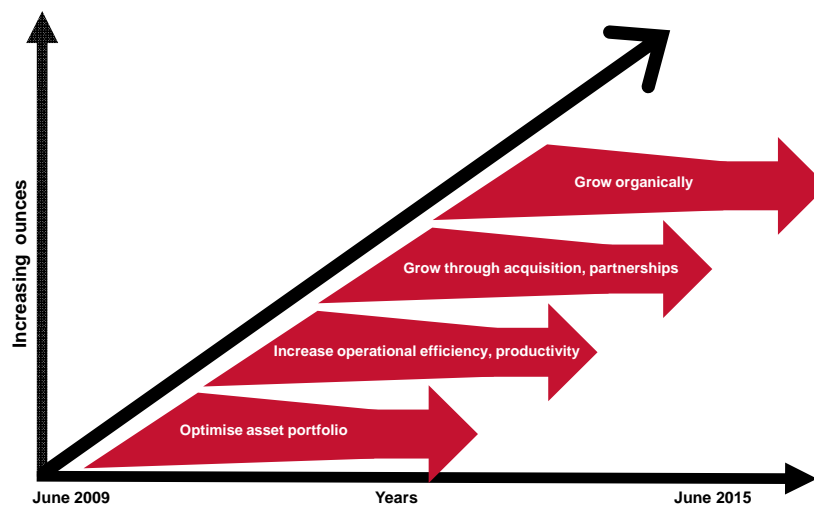 Increasing ounces
Grow organically
Grow through acquisition, partnerships
Increase operational efficiency, productivity
Optimise asset portfolio
June 2009
Years
June 2015